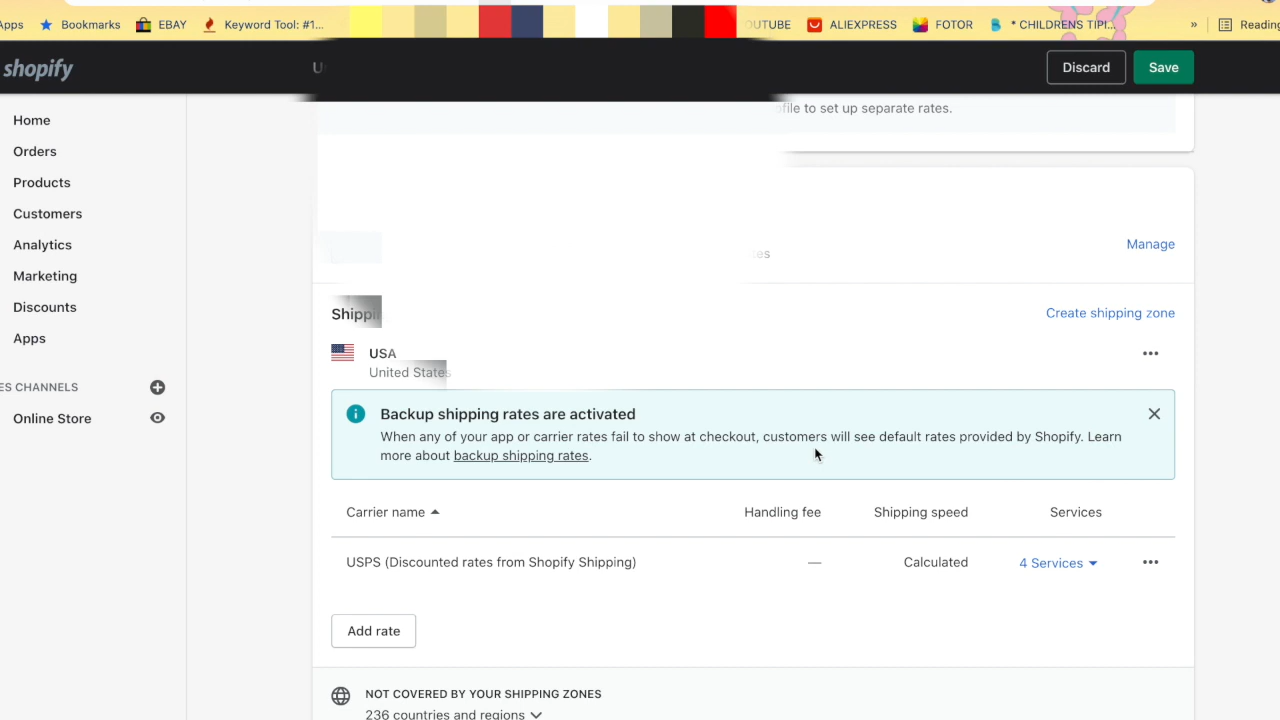 Apps Bookmarks EBAY Keyword Tool: #1... ALIEXPRESS FOTOR * CHILDRENS TIPI... » Reading
shopify Discard Save
to set up separate rates.
Home
Orders
Products
Customers
Analytics
Marketing
Discounts
Apps
CHANNELS
Online Store
Manage
Create shipping zone
USA
United States
Backup shipping rates are activated
When any of your app or carrier rates fail to show at checkout, customers will see default rates provided by Shopify. Learn
more about backup shipping rates.
Carrier name Handling fee Shipping speed Services
USPS (Discounted rates from Shopify Shipping) — Calculated 4 Services
Add rate
NOT COVERED BY YOUR SHIPPING ZONES
236 countries and regions